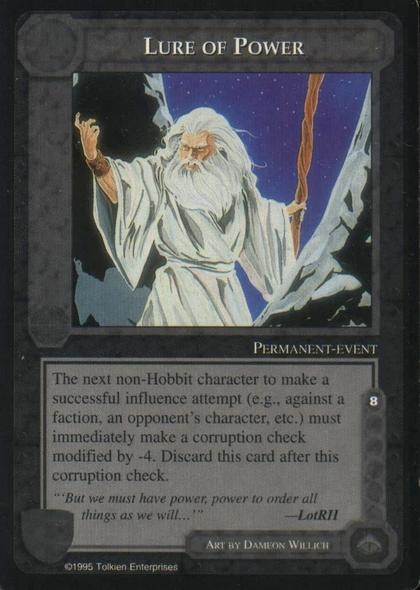 LURE OF POWER
PERMANENT-EVENT
The next non-Hobbit character to make a
successful influence attempt (e.g., against a
faction, an opponent's character, etc.) must
immediately make a corruption check
modified by -4. Discard this card after this
corruption check.
8
"'But we must have power, power to order all
things as we will…'" —LotRH
ART BY DAMEON WILLICH
©1995 Tolkien Enterprises